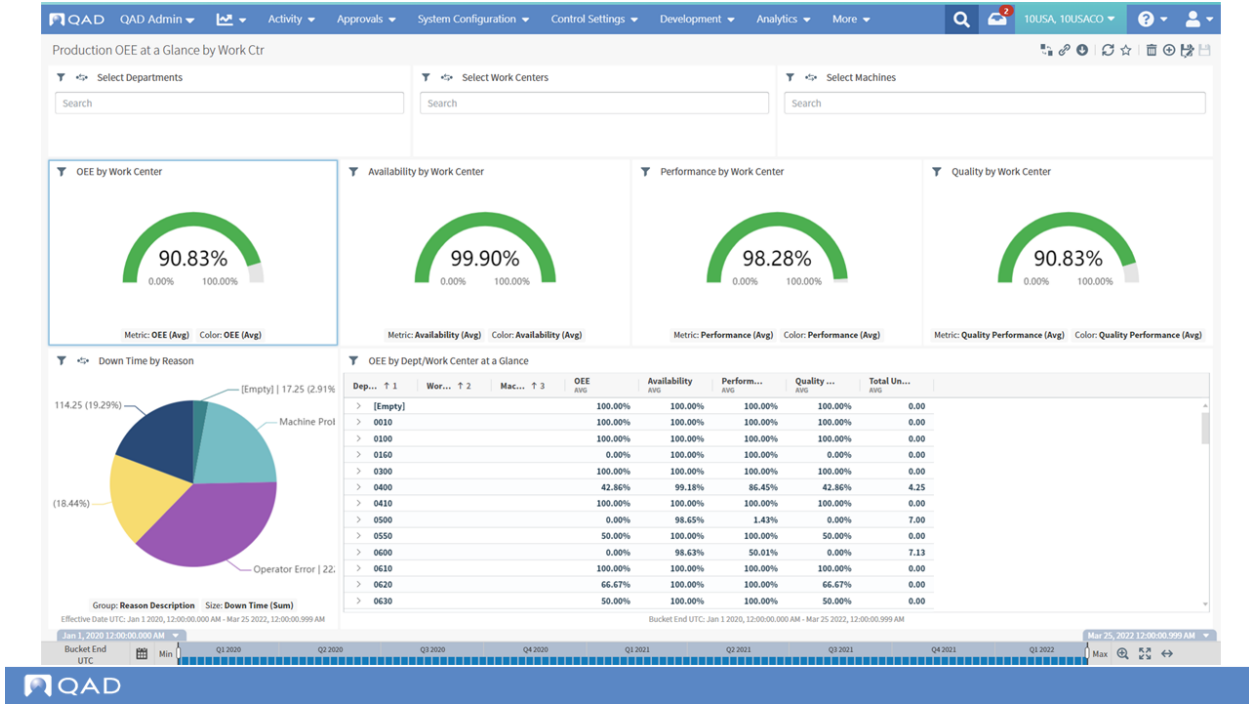 QAD QAD Admin Activity Approvals System Configuration Control Settings Development Analytics More 2 10USA, 10USACO ?
Production OEE at a Glance by Work Ctr
Select Departments Select Work Centers Select Machines
Search Search Search
OEE by Work Center Availability by Work Center Performance by Work Center Quality by Work Center
90.83% 99.90% 98.28% 90.83%
0.00% 100.00% 0.00% 100.00% 0.00% 100.00% 0.00% 100.00%
Metric: OEE (Avg) Color: OEE (Avg) Metric: Availability (Avg) Color: Availability (Avg) Metric: Performance (Avg) Color: Performance (Avg) Metric: Quality Performance (Avg) Color: Quality Performance (Avg)
Down Time by Reason
[Empty] | 17.25 (2.91%
114.25 (19.29%)
Machine Prol
(18.44%)
Operator Error | 22.
Group: Reason Description Size: Down Time (Sum)
Effective Date UTC: Jan 1 2020, 12:00:00.000 AM - Mar 25 2022, 12:00:00.999 AM
OEE by Dept/Work Center at a Glance
Dep... ↑ 1 Wor... ↑ 2 Mac... ↑ 3 OEE AVG Availability AVG Perform... AVG Quality ... AVG Total Un... AVG
[Empty] 100.00% 100.00% 100.00% 100.00% 0.00
0010 100.00% 100.00% 100.00% 100.00% 0.00
0100 100.00% 100.00% 100.00% 100.00% 0.00
0160 0.00% 100.00% 100.00% 0.00% 0.00
0300 100.00% 100.00% 100.00% 100.00% 0.00
0400 42.86% 99.18% 86.45% 42.86% 4.25
0410 100.00% 100.00% 100.00% 100.00% 0.00
0500 0.00% 98.65% 1.43% 0.00% 7.00
0550 50.00% 100.00% 100.00% 50.00% 0.00
0600 0.00% 98.63% 50.01% 0.00% 7.13
0610 100.00% 100.00% 100.00% 100.00% 0.00
0620 66.67% 100.00% 100.00% 66.67% 0.00
0630 50.00% 100.00% 100.00% 50.00% 0.00
Bucket End UTC: Jan 1 2020, 12:00:00.000 AM - Mar 25 2022, 12:00:00.999 AM
Jan 1, 2020 12:00:00.000 AM Mar 25, 2022 12:00:00.999 AM
Bucket End UTC Min Q1 2020 Q2 2020 Q3 2020 Q4 2020 Q1 2021 Q2 2021 Q3 2021 Q4 2021 Q1 2022 Max
QAD